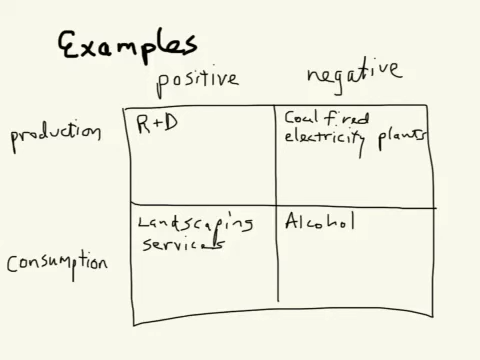 Examples
positive negative
production R+D Coal fired
electricity plants
Landscaping Alcohol
services
Consumption